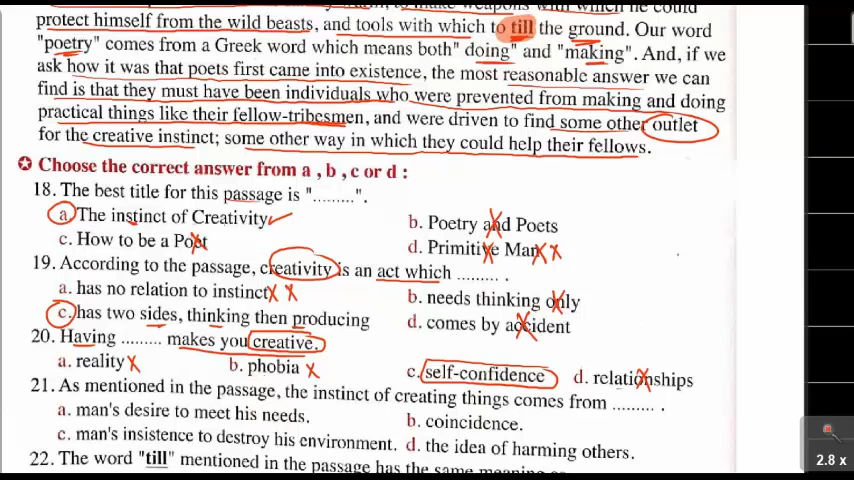 to make weapons with which he could
protect himself from the wild beasts, and tools with which to till the ground. Our word
"poetry" comes from a Greek word which means both" doing" and "making". And, if we
ask how it was that poets first came into existence, the most reasonable answer we can
find is that they must have been individuals who were prevented from making and doing
practical things like their fellow-tribesmen, and were driven to find some other outlet
for the creative instinct; some other way in which they could help their fellows.
Choose the correct answer from a , b , c or d :
18. The best title for this passage is ".........".
a. The instinct of Creativity
b. Poetry and Poets
c. How to be a Poet
d. Primitive Man
19. According to the passage, creativity is an act which ......... .
a. has no relation to instinct
b. needs thinking only
c. has two sides, thinking then producing
d. comes by accident
20. Having ......... makes you creative.
a. reality
b. phobia
c. self-confidence
d. relationships
21. As mentioned in the passage, the instinct of creating things comes from ......... .
a. man's desire to meet his needs.
b. coincidence.
c. man's insistence to destroy his environment.
d. the idea of harming others.
22. The word "till" mentioned in the passage has the same meaning
2.8 x